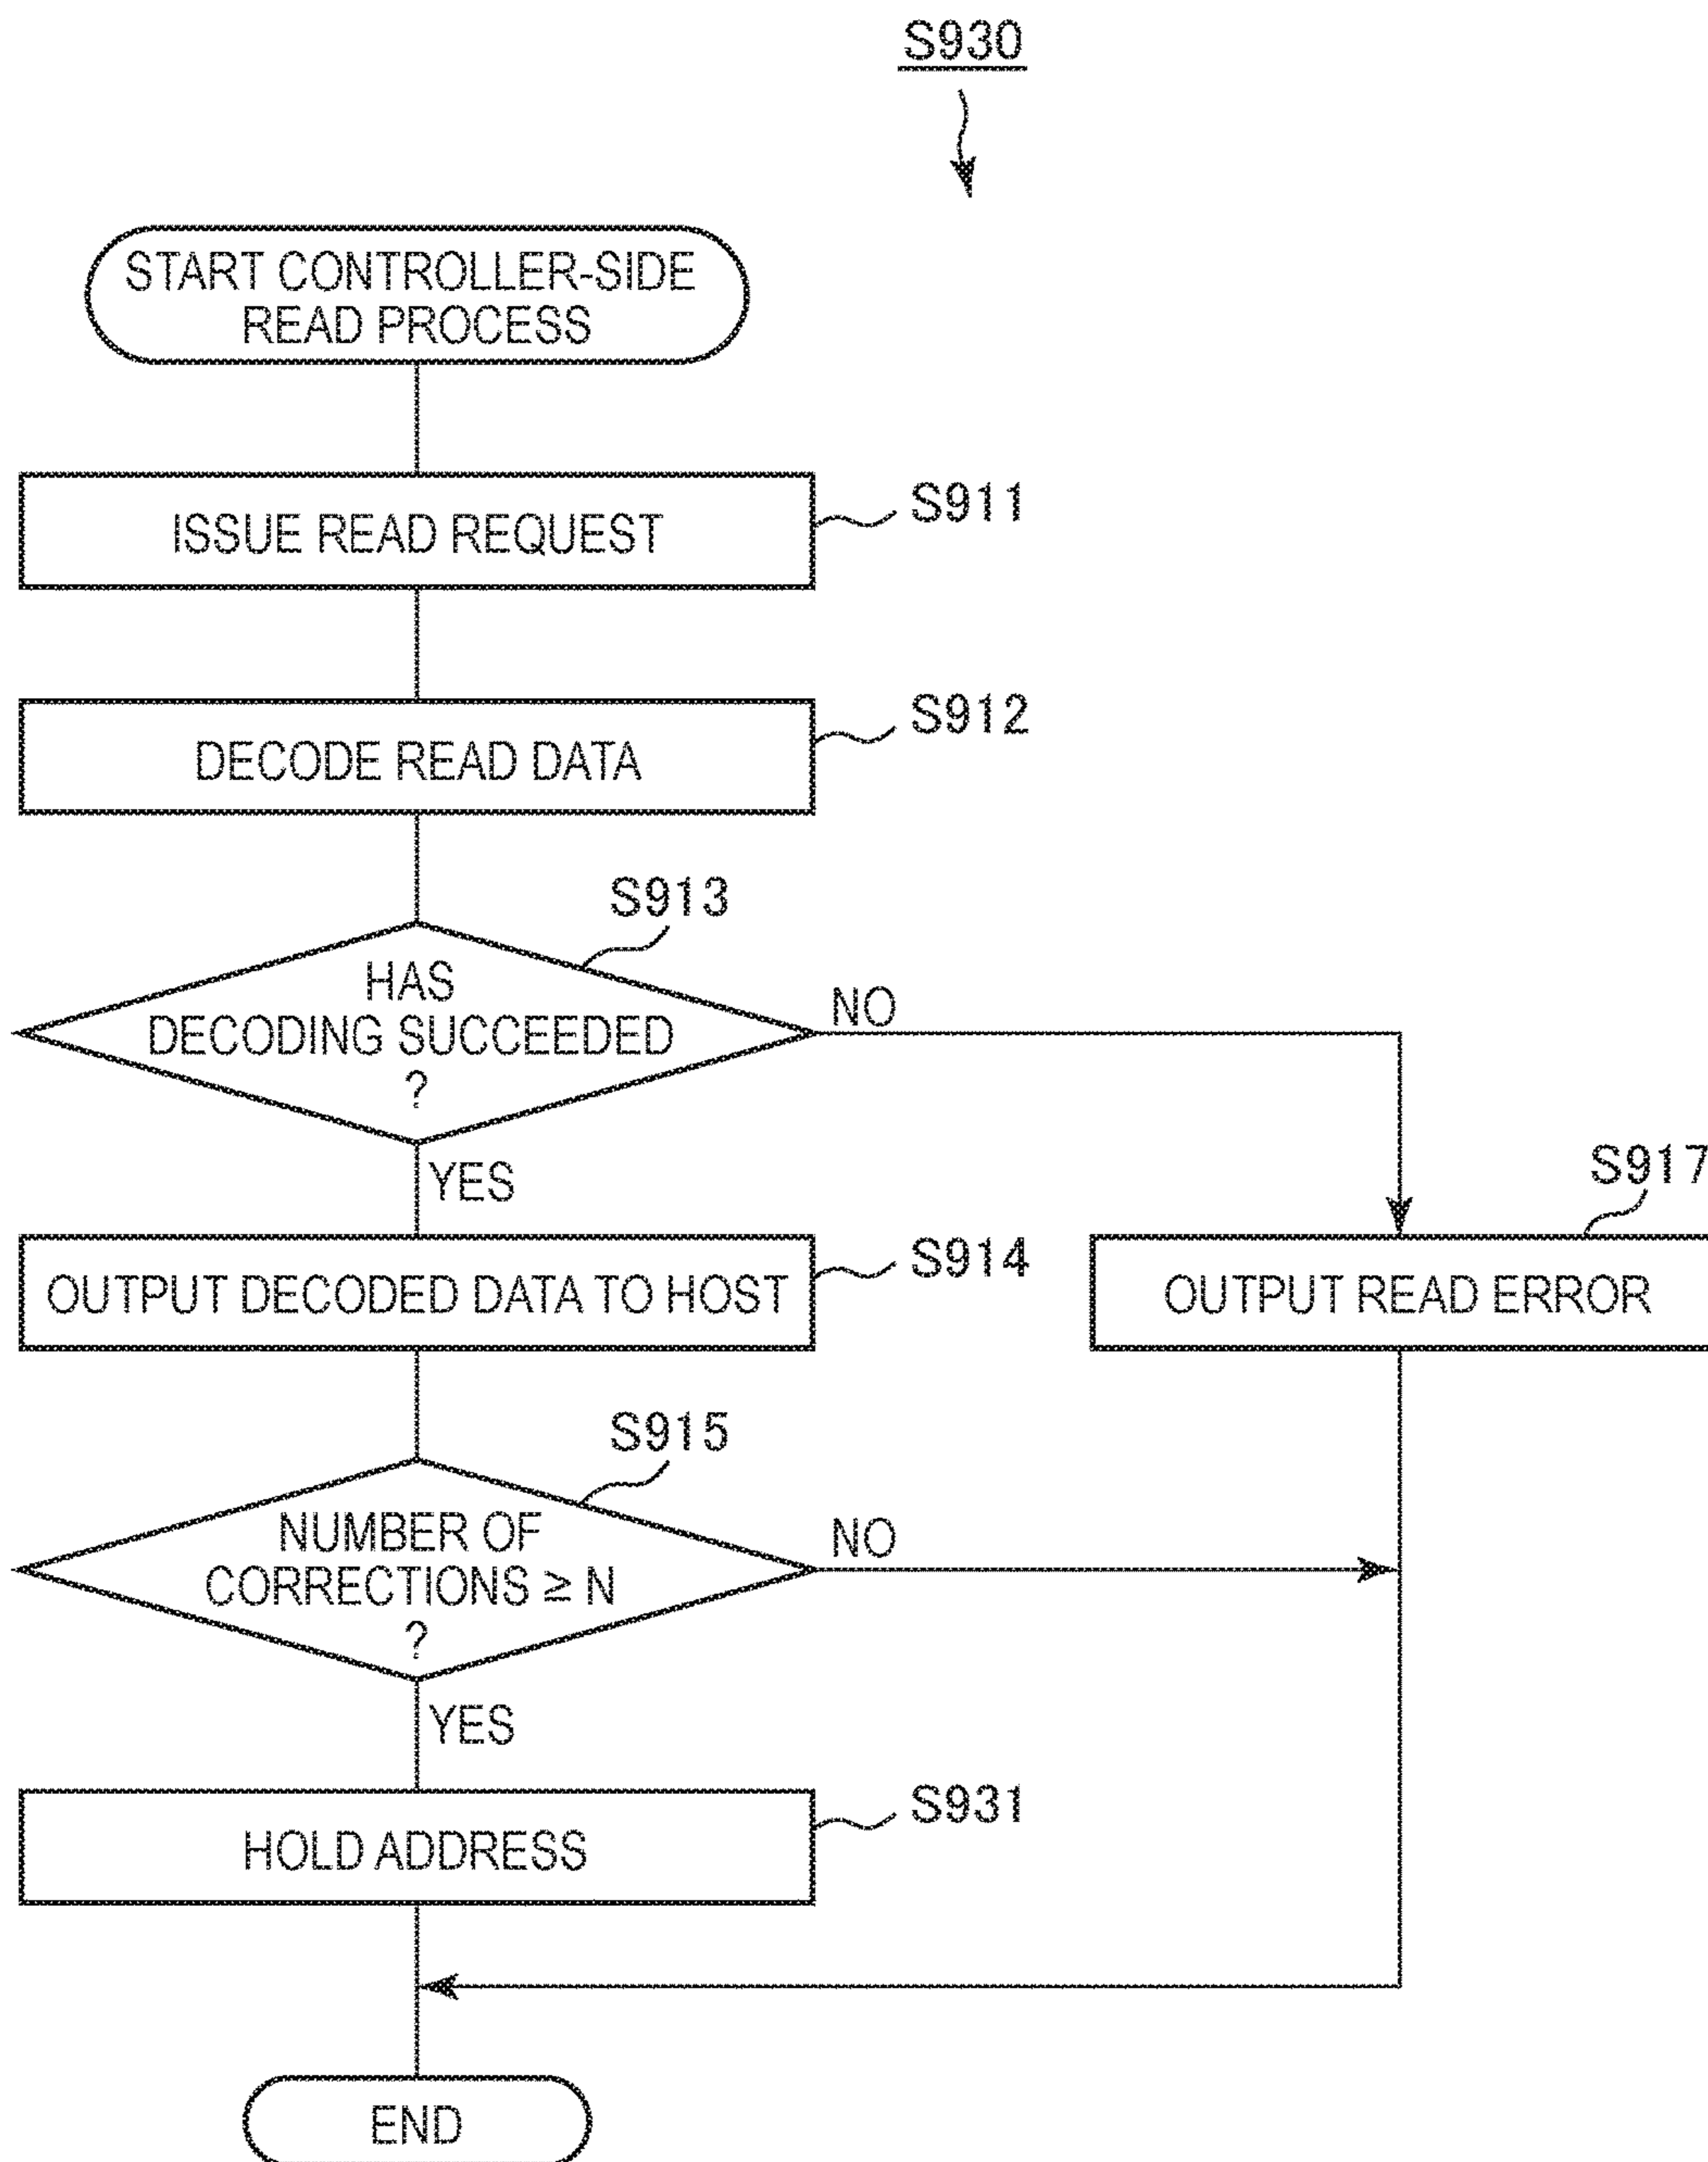 S930
START CONTROLLER-SIDE
READ PROCESS
ISSUE READ REQUEST
S911
DECODE READ DATA
S912
S913
HAS
DECODING SUCCEEDED
?
NO
YES
S917
OUTPUT DECODED DATA TO HOST
S914
OUTPUT READ ERROR
S915
NUMBER OF
CORRECTIONS ≥ N
?
NO
YES
HOLD ADDRESS
S931
END